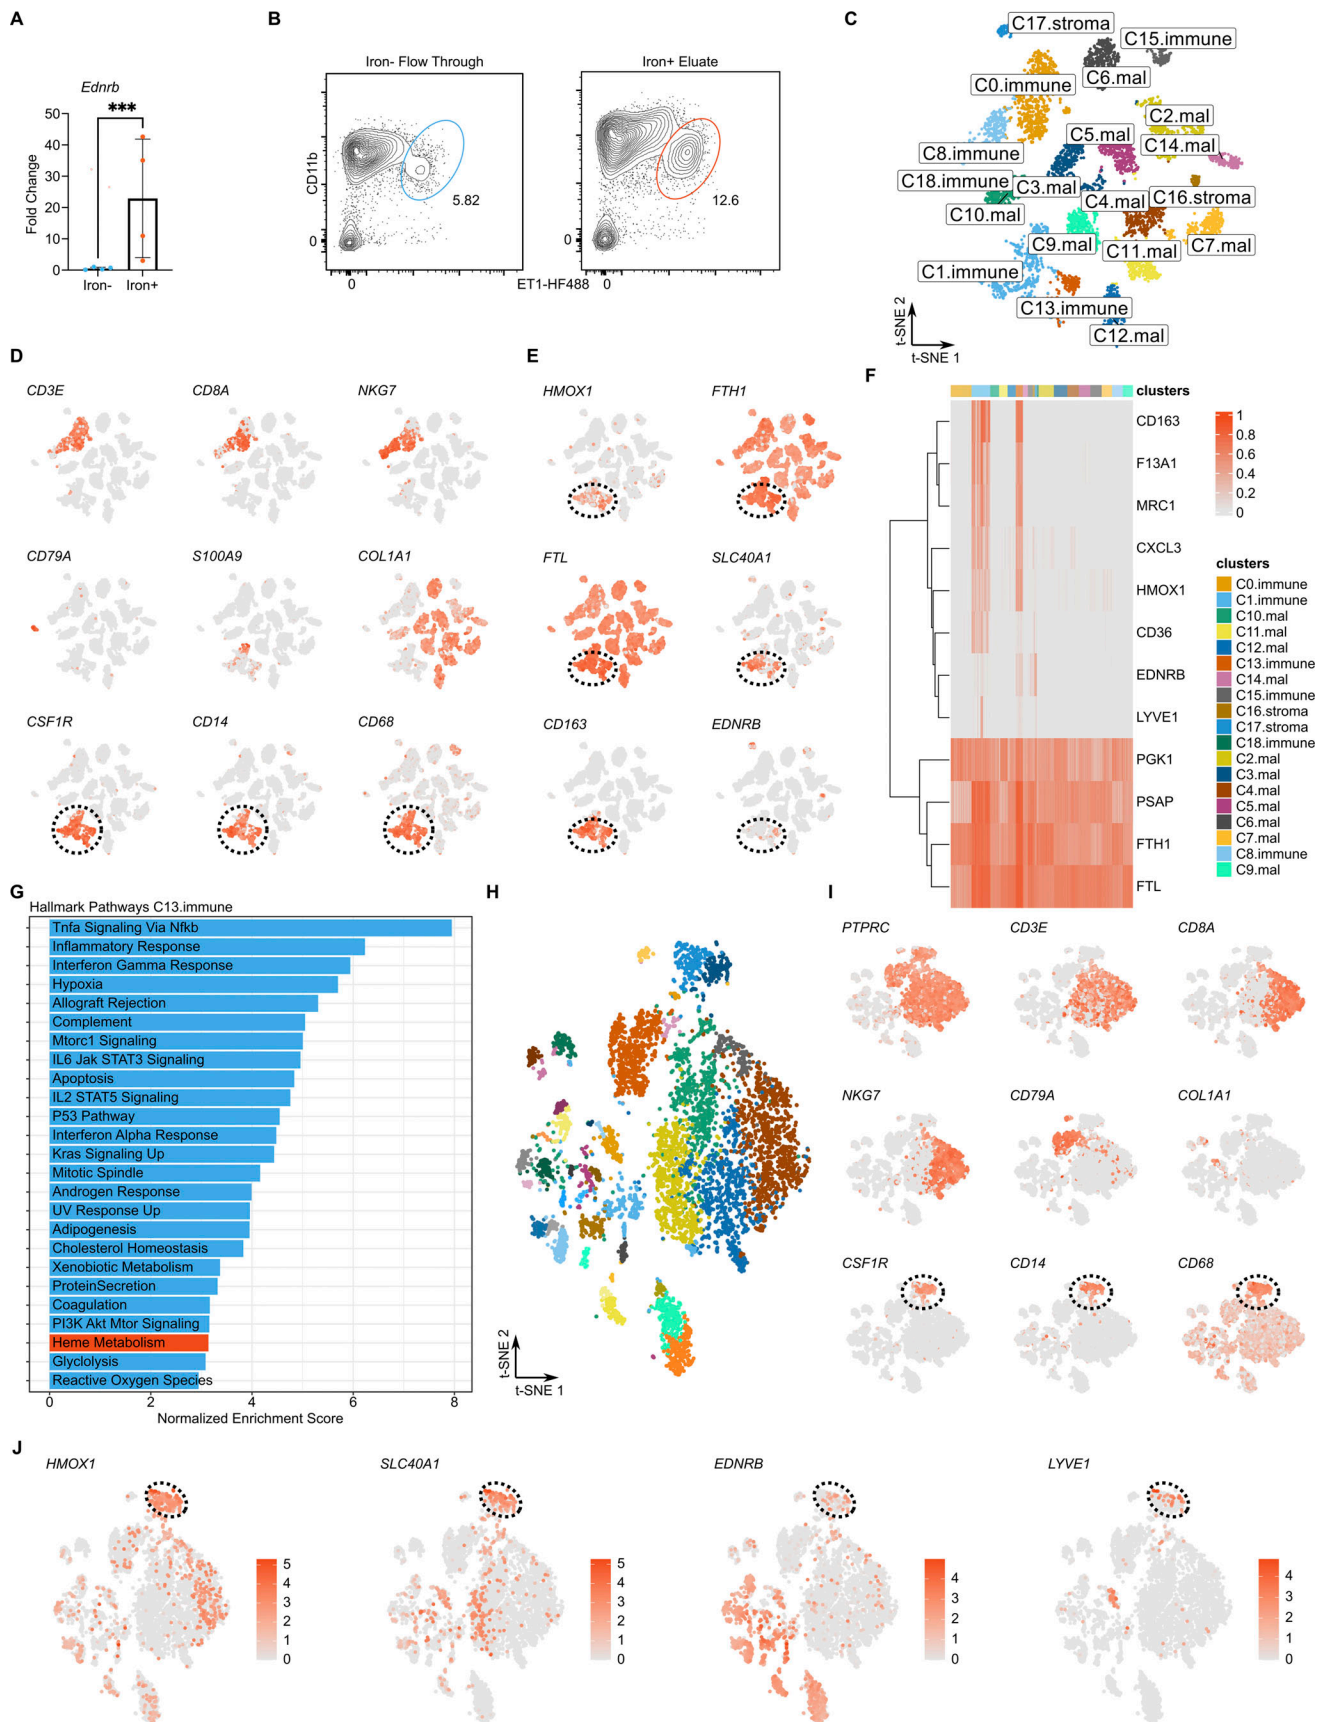 A
Ednrb
***
Fold Change
50
40
30
20
10
0
Iron-
Iron+
B
Iron- Flow Through
Iron+ Eluate
CD11b
0
5.82
12.6
0
ET1-HF488
0
0
C
C17.stroma
C15.immune
C6.mal
C0.immune
C2.mal
C5.mal
C14.mal
C8.immune
C18.immune
C3.mal
C16.stroma
C4.mal
C10.mal
C9.mal
C7.mal
C11.mal
C1.immune
C13.immune
C12.mal
t-SNE 2
t-SNE 1
D
CD3E
CD8A
NKG7
CD79A
S100A9
COL1A1
CSF1R
CD14
CD68
E
HMOX1
FTH1
FTL
SLC40A1
CD163
EDNRB
F
clusters
CD163
F13A1
MRC1
CXCL3
HMOX1
CD36
EDNRB
LYVE1
PGK1
PSAP
FTH1
FTL
1
0.8
0.6
0.4
0.2
0
clusters
C0.immune
C1.immune
C10.mal
C11.mal
C12.mal
C13.immune
C14.mal
C15.immune
C16.stroma
C17.stroma
C18.immune
C2.mal
C3.mal
C4.mal
C5.mal
C6.mal
C7.mal
C8.immune
C9.mal
G
Hallmark Pathways C13.immune
Tnfa Signaling Via Nfkb
Inflammatory Response
Interferon Gamma Response
Hypoxia
Allograft Rejection
Complement
Mtorc1 Signaling
IL6 Jak STAT3 Signaling
Apoptosis
IL2 STAT5 Signaling
P53 Pathway
Interferon Alpha Response
Kras Signaling Up
Mitotic Spindle
Androgen Response
UV Response Up
Adipogenesis
Cholesterol Homeostasis
Xenobiotic Metabolism
ProteinSecretion
Coagulation
PI3K Akt Mtor Signaling
Heme Metabolism
Glyclolysis
Reactive Oxygen Species
0
2
4
6
8
Normalized Enrichment Score
H
t-SNE 2
t-SNE 1
I
PTPRC
CD3E
CD8A
NKG7
CD79A
COL1A1
CSF1R
CD14
CD68
J
HMOX1
5
4
3
2
1
0
SLC40A1
5
4
3
2
1
0
EDNRB
4
3
2
1
0
LYVE1
4
3
2
1
0